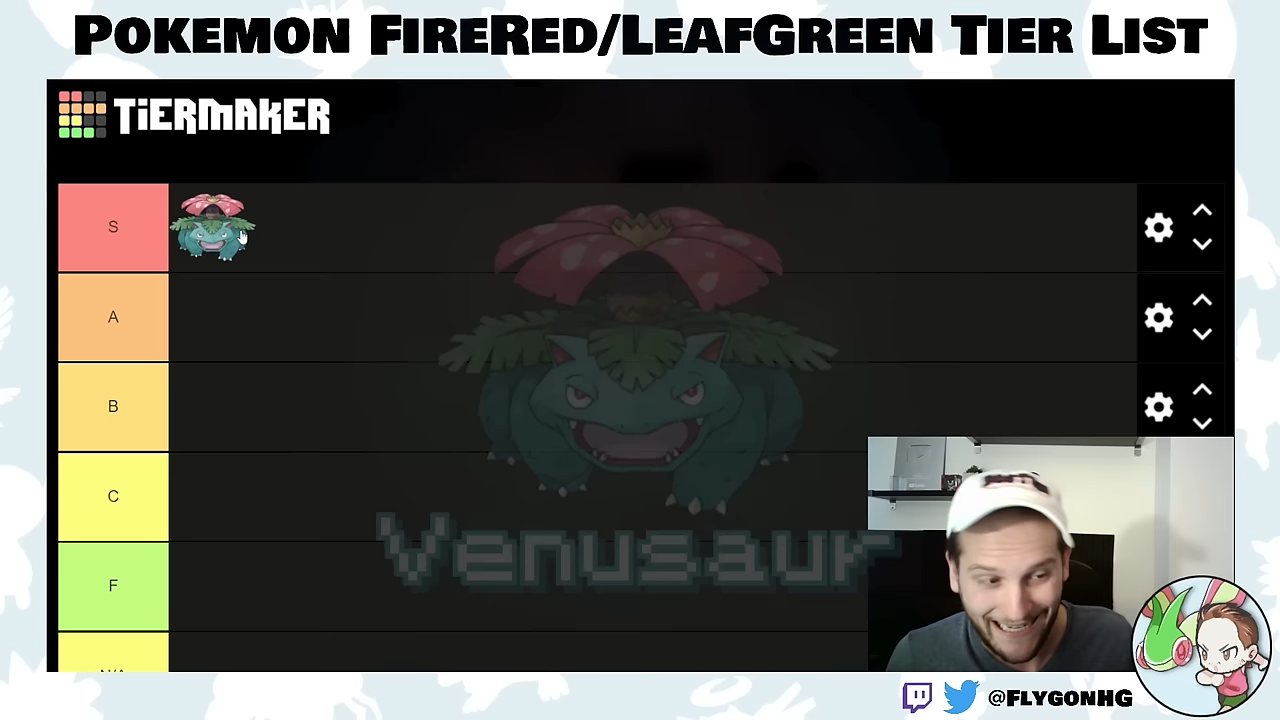 POKEMON FIRERED/LEAFGREEN TIER LIST
TIERMAKER
S
A
B
C
F
N/A
Venusaur
@FLYGONHG